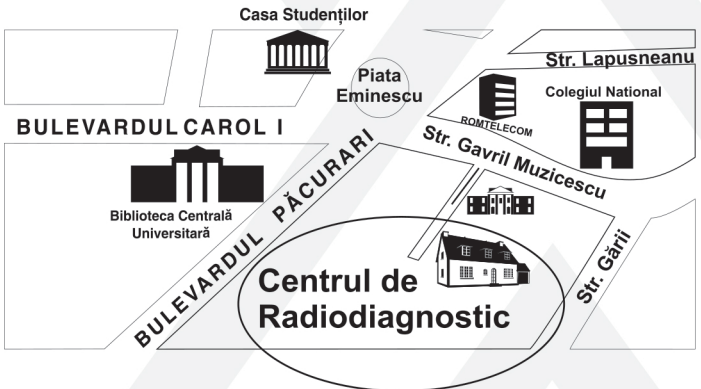 Casa Studenților
Str. Lapusneanu
Piata
Eminescu
Colegiul National
ROMTELECOM
BULEVARDUL CAROL I
Str. Gavril Muzicescu
Biblioteca Centrală
Universitară
BULEVARDUL PĂCURARI
Str. Gării
Centrul de
Radiodiagnostic